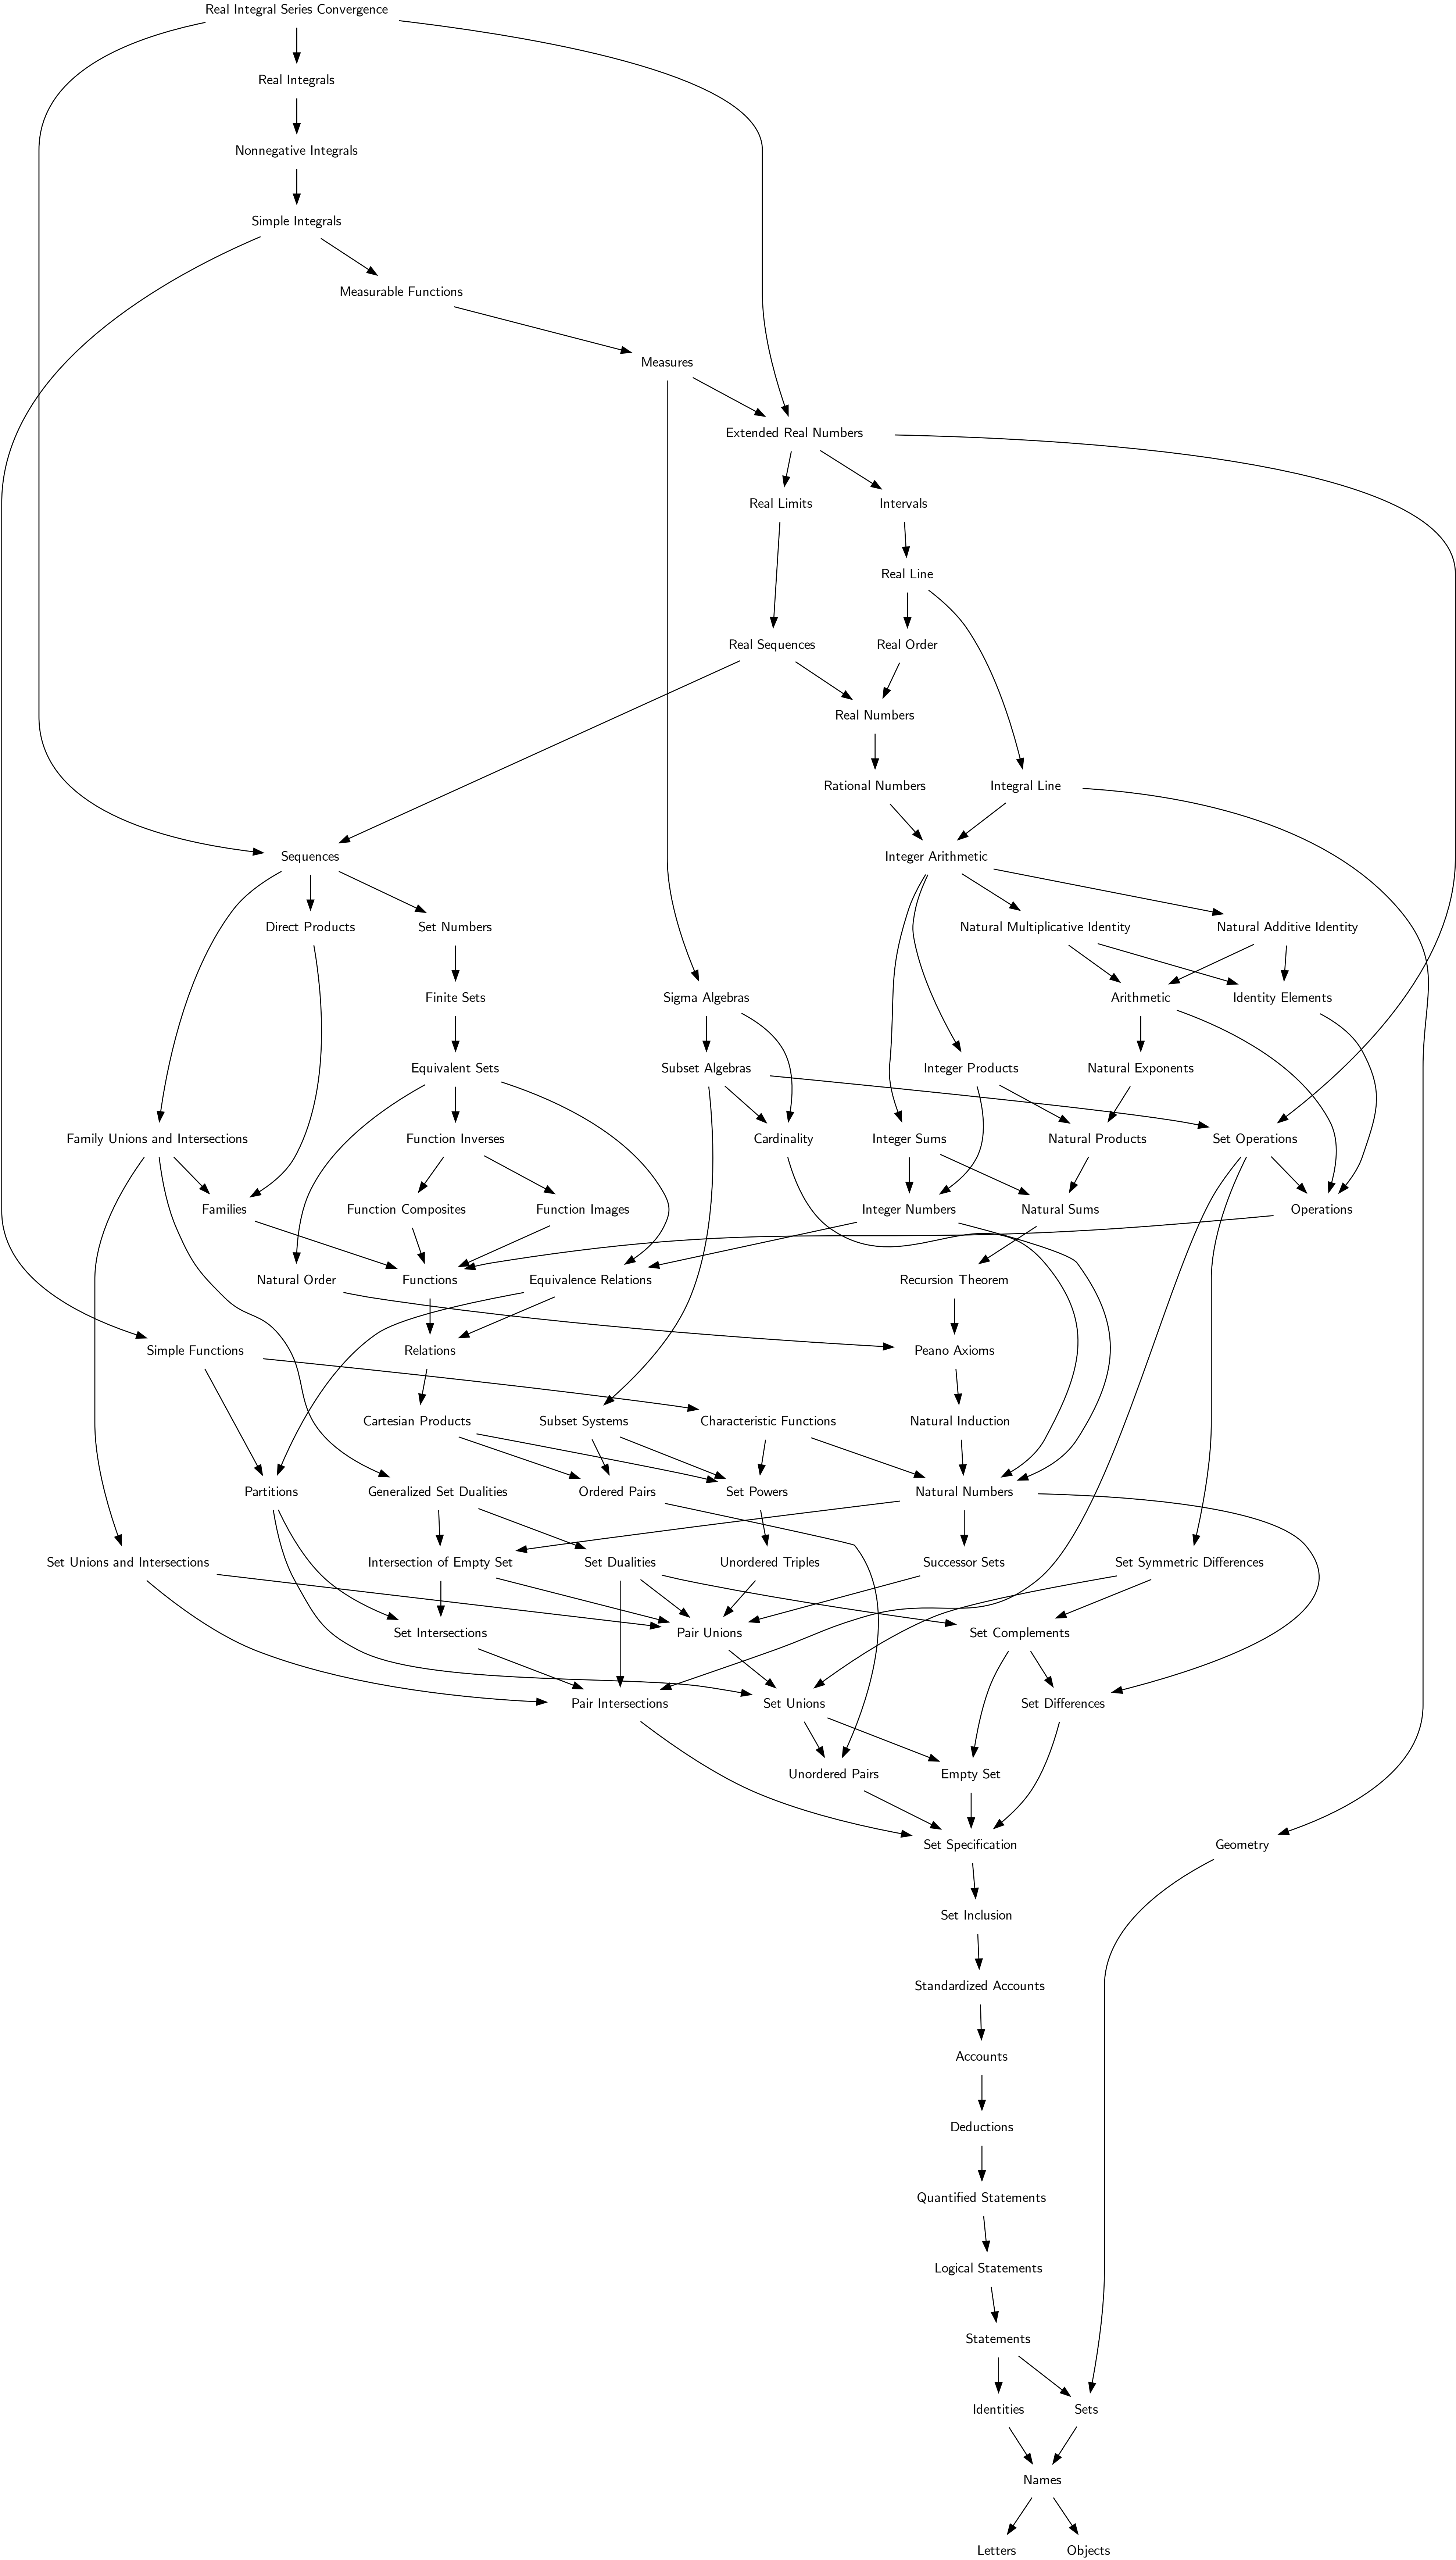 Real Integral Series Convergence
Real Integrals
Nonnegative Integrals
Simple Integrals
Measurable Functions
Measures
Extended Real Numbers
Real Limits
Intervals
Real Line
Real Sequences
Real Order
Real Numbers
Rational Numbers
Integral Line
Sequences
Integer Arithmetic
Direct Products
Set Numbers
Natural Multiplicative Identity
Natural Additive Identity
Finite Sets
Sigma Algebras
Arithmetic
Identity Elements
Equivalent Sets
Subset Algebras
Integer Products
Natural Exponents
Family Unions and Intersections
Function Inverses
Cardinality
Integer Sums
Natural Products
Set Operations
Families
Function Composites
Function Images
Integer Numbers
Natural Sums
Operations
Natural Order
Functions
Equivalence Relations
Recursion Theorem
Simple Functions
Relations
Peano Axioms
Cartesian Products
Subset Systems
Characteristic Functions
Natural Induction
Partitions
Generalized Set Dualities
Ordered Pairs
Set Powers
Natural Numbers
Set Unions and Intersections
Intersection of Empty Set
Set Dualities
Unordered Triples
Successor Sets
Set Symmetric Differences
Set Intersections
Pair Unions
Set Complements
Pair Intersections
Set Unions
Set Differences
Unordered Pairs
Empty Set
Set Specification
Geometry
Set Inclusion
Standardized Accounts
Accounts
Deductions
Quantified Statements
Logical Statements
Statements
Identities
Sets
Names
Letters
Objects